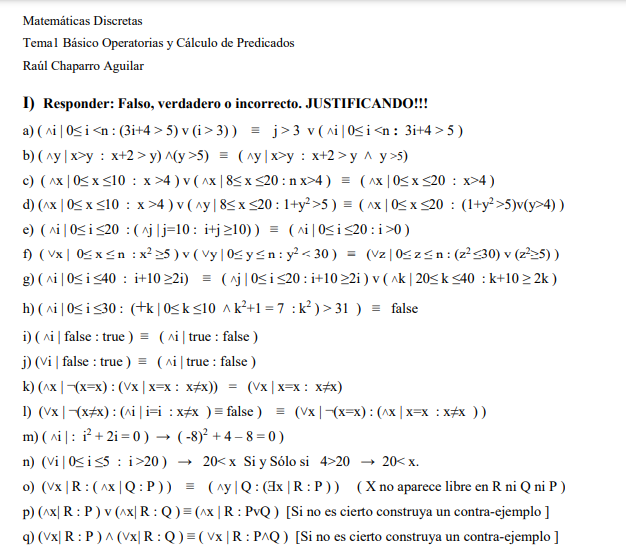 Matemáticas Discretas
Tema1 Básico Operatorias y Cálculo de Predicados
Raúl Chaparro Aguilar
I) Responder: Falso, verdadero o incorrecto. JUSTIFICANDO!!!
a) ( ∧i | 0≤ i <n : (3i+4 > 5) v (i > 3) ) ≡ j > 3 v ( ∧i | 0≤ i <n : 3i+4 > 5 )
b) ( ∧y | x>y : x+2 > y) ∧(y >5) ≡ ( ∧y | x>y : x+2 > y ∧ y >5)
c) ( ∧x | 0≤ x ≤10 : x >4 ) v ( ∧x | 8≤ x ≤20 : n x>4 ) ≡ ( ∧x | 0≤ x ≤20 : x>4 )
d) (∧x | 0≤ x ≤10 : x >4 ) v ( ∧y | 8≤ x ≤20 : 1+y² >5 ) ≡ ( ∧x | 0≤ x ≤20 : (1+y² >5)v(y>4) )
e) ( ∧i | 0≤ i ≤20 : ( ∧j | j=10 : i+j ≥10) ) ≡ ( ∧i | 0≤ i ≤20 : i >0 )
f) ( ∨x | 0≤ x ≤ n : x² ≥5 ) v ( ∨y | 0≤ y ≤ n : y² < 30 ) = (∨z | 0≤ z ≤ n : (z² ≤30) v (z²≥5) )
g) ( ∧i | 0≤ i ≤40 : i+10 ≥2i) ≡ ( ∧j | 0≤ i ≤20 : i+10 ≥2i ) v ( ∧k | 20≤ k ≤40 : k+10 ≥ 2k )
h) ( ∧i | 0≤ i ≤30 : (+k | 0≤ k ≤10 ∧ k²+1 = 7 : k² ) > 31 ) ≡ false
i) ( ∧i | false : true ) ≡ ( ∧i | true : false )
j) (∨i | false : true ) ≡ ( ∧i | true : false )
k) (∧x | ¬(x=x) : (∨x | x=x : x≠x)) = (∨x | x=x : x≠x)
l) (∨x | ¬(x≠x) : (∧i | i=i : x≠x ) ≡ false ) ≡ (∨x | ¬(x=x) : (∧x | x=x : x≠x ) )
m) ( ∧i | : i² + 2i = 0 ) → ( -8)² + 4 – 8 = 0 )
n) (∨i | 0≤ i ≤5 : i>20 ) → 20< x Si y Sólo si 4>20 → 20< x.
o) (∨x | R : ( ∧x | Q : P ) ) ≡ ( ∧y | Q : (∃x | R : P ) ) ( X no aparece libre en R ni Q ni P )
p) (∧x| R : P ) v (∧x| R : Q ) ≡ (∧x | R : PvQ ) [Si no es cierto construya un contra-ejemplo ]
q) (∨x| R : P ) ∧ (∨x| R : Q ) ≡ ( ∨x | R : P∧Q ) [Si no es cierto construya un contra-ejemplo ]